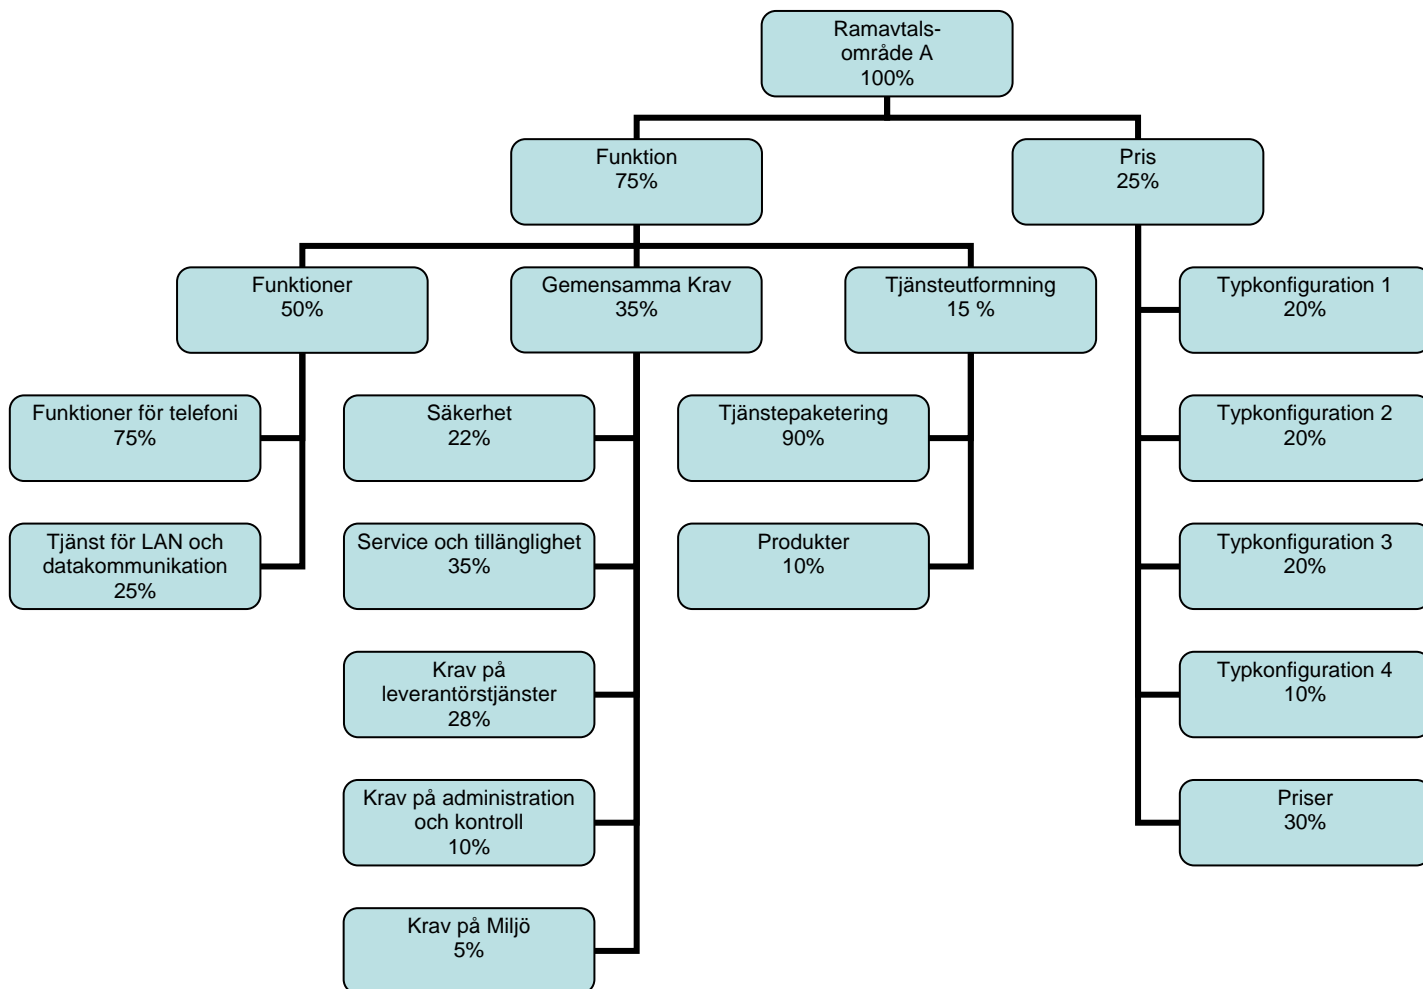 Ramavtals-
område A
100%
Funktion
75%
Pris
25%
Funktioner
50%
Gemensamma Krav
35%
Tjänsteutformning
15 %
Typkonfiguration 1
20%
Funktioner för telefoni
75%
Säkerhet
22%
Tjänstepaketering
90%
Typkonfiguration 2
20%
Tjänst för LAN och
datakommunikation
25%
Service och tillänglighet
35%
Produkter
10%
Typkonfiguration 3
20%
Krav på
leverantörstjänster
28%
Typkonfiguration 4
10%
Krav på administration
och kontroll
10%
Priser
30%
Krav på Miljö
5%